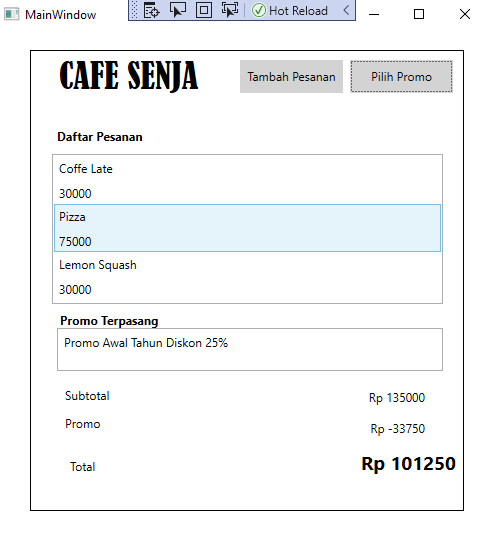 MainWindow
Hot Reload
CAFE SENJA
Tambah Pesanan
Pilih Promo
Daftar Pesanan
Coffe Late
30000
Pizza
75000
Lemon Squash
30000
Promo Terpasang
Promo Awal Tahun Diskon 25%
Subtotal Rp 135000
Promo Rp -33750
Total Rp 101250